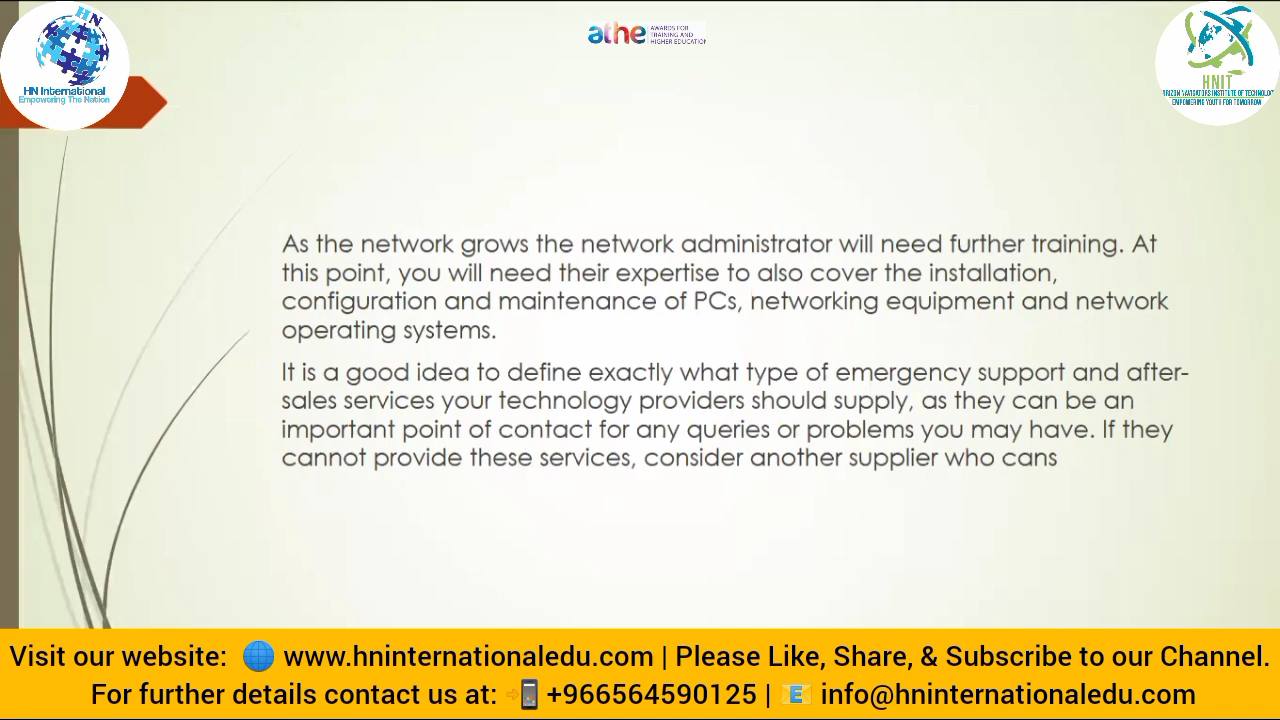 HN
HN International
Empowering The Nation
athe
AWARDS FOR
TRAINING AND
HIGHER EDUCATION
HNIT
RIZON NAVIGATORS INSTITUTE OF TECHNOLO
EMPOWERING YOUTH FOR TOMORROW
As the network grows the network administrator will need further training. At
this point, you will need their expertise to also cover the installation,
configuration and maintenance of PCs, networking equipment and network
operating systems.
It is a good idea to define exactly what type of emergency support and after-
sales services your technology providers should supply, as they can be an
important point of contact for any queries or problems you may have. If they
cannot provide these services, consider another supplier who cans
Visit our website: www.hninternationaledu.com | Please Like, Share, & Subscribe to our Channel.
For further details contact us at: +966564590125 | info@hninternationaledu.com